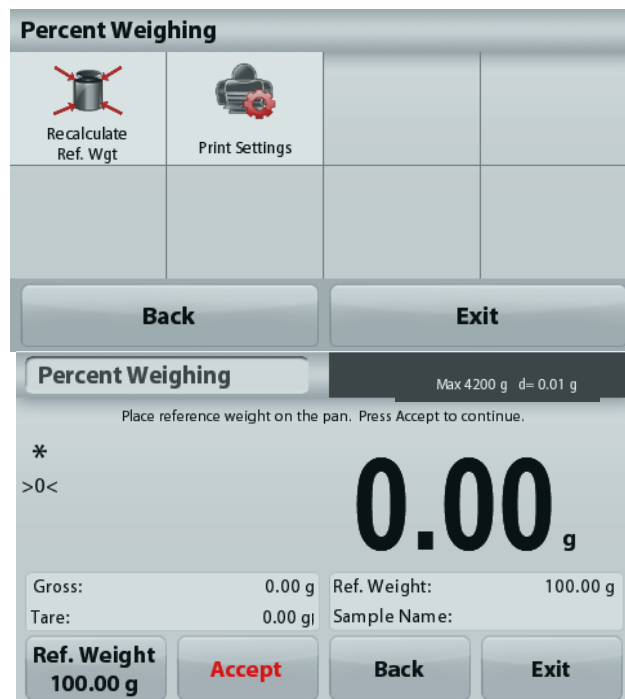 Percent Weighing
Recalculate
Ref. Wgt
Print Settings
Back
Exit
Percent Weighing
Max 4200 g d= 0.01 g
Place reference weight on the pan. Press Accept to continue.
*
>0<
0.00 g
Gross: 0.00 g
Ref. Weight: 100.00 g
Tare: 0.00 g
Sample Name:
Ref. Weight
100.00 g
Accept
Back
Exit